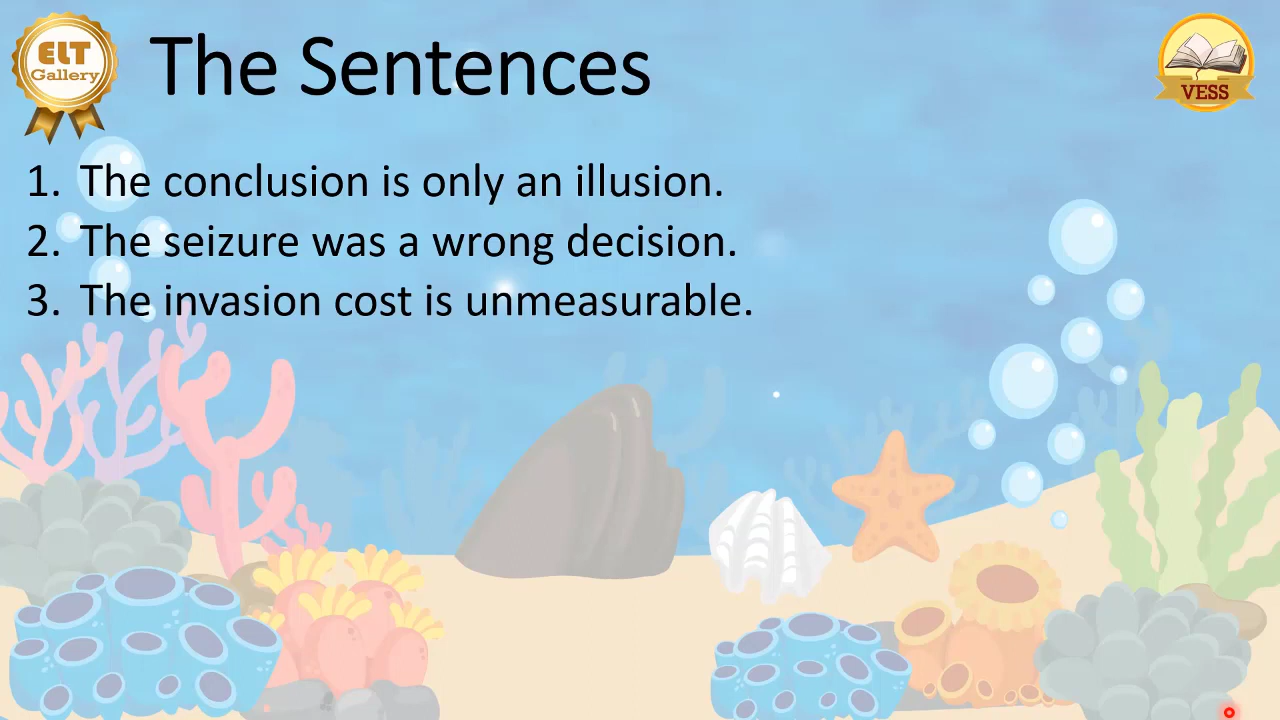 ELT
Gallery
The Sentences
VESS
1. The conclusion is only an illusion.
2. The seizure was a wrong decision.
3. The invasion cost is unmeasurable.